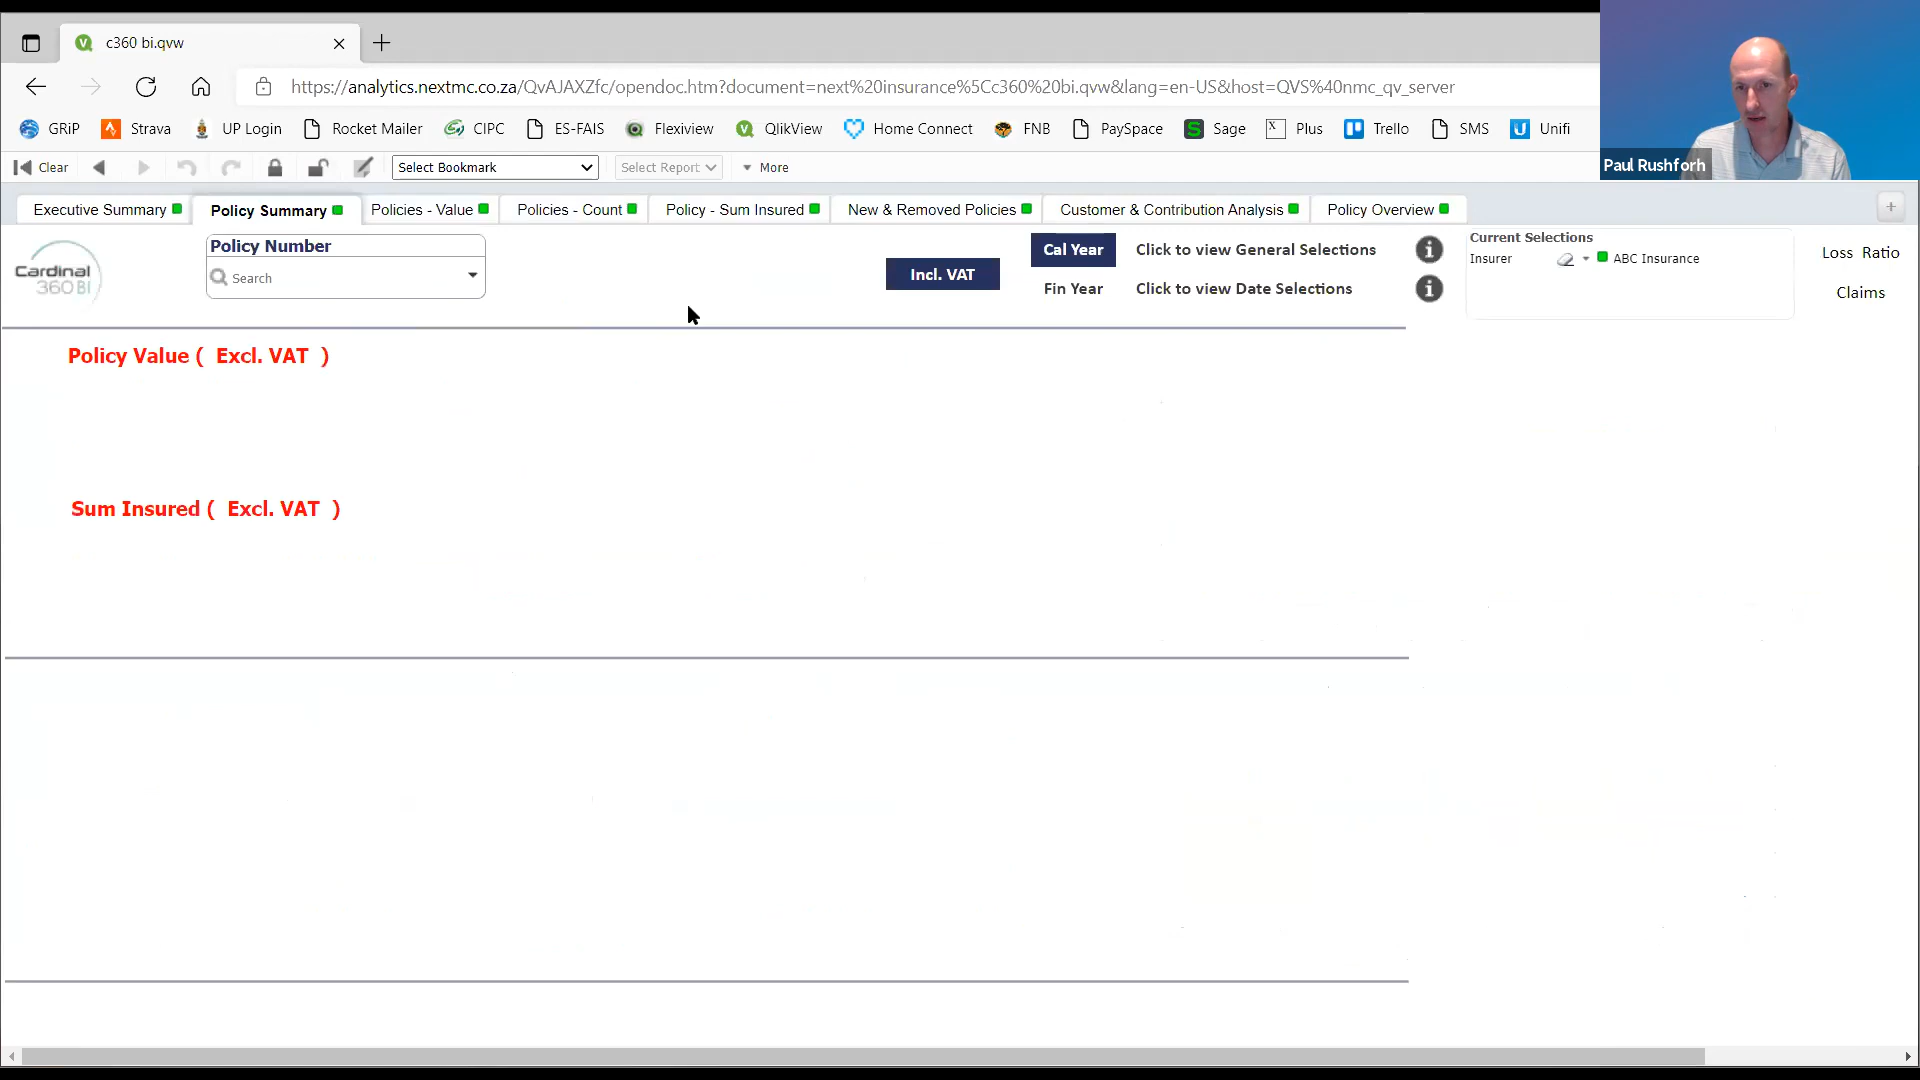 c360 bi.qvw
https://analytics.nextmc.co.za/QvAJAXZfc/opendoc.htm?document=next%20insurance%5Cc360%20bi.qvw&lang=en-US&host=QVS%40nmc_qv_server
GRiP Strava UP Login Rocket Mailer CIPC ES-FAIS Flexiview QlikView Home Connect FNB PaySpace Sage Plus Trello SMS Unifi
Paul Rushforh
Clear Select Bookmark Select Report More
Executive Summary Policy Summary Policies - Value Policies - Count Policy - Sum Insured New & Removed Policies Customer & Contribution Analysis Policy Overview
Cardinal
360 BI
Policy Number
Search
Incl. VAT
Cal Year Click to view General Selections
Fin Year Click to view Date Selections
Current Selections
Insurer ABC Insurance
Loss Ratio
Claims
Policy Value ( Excl. VAT )
Sum Insured ( Excl. VAT )